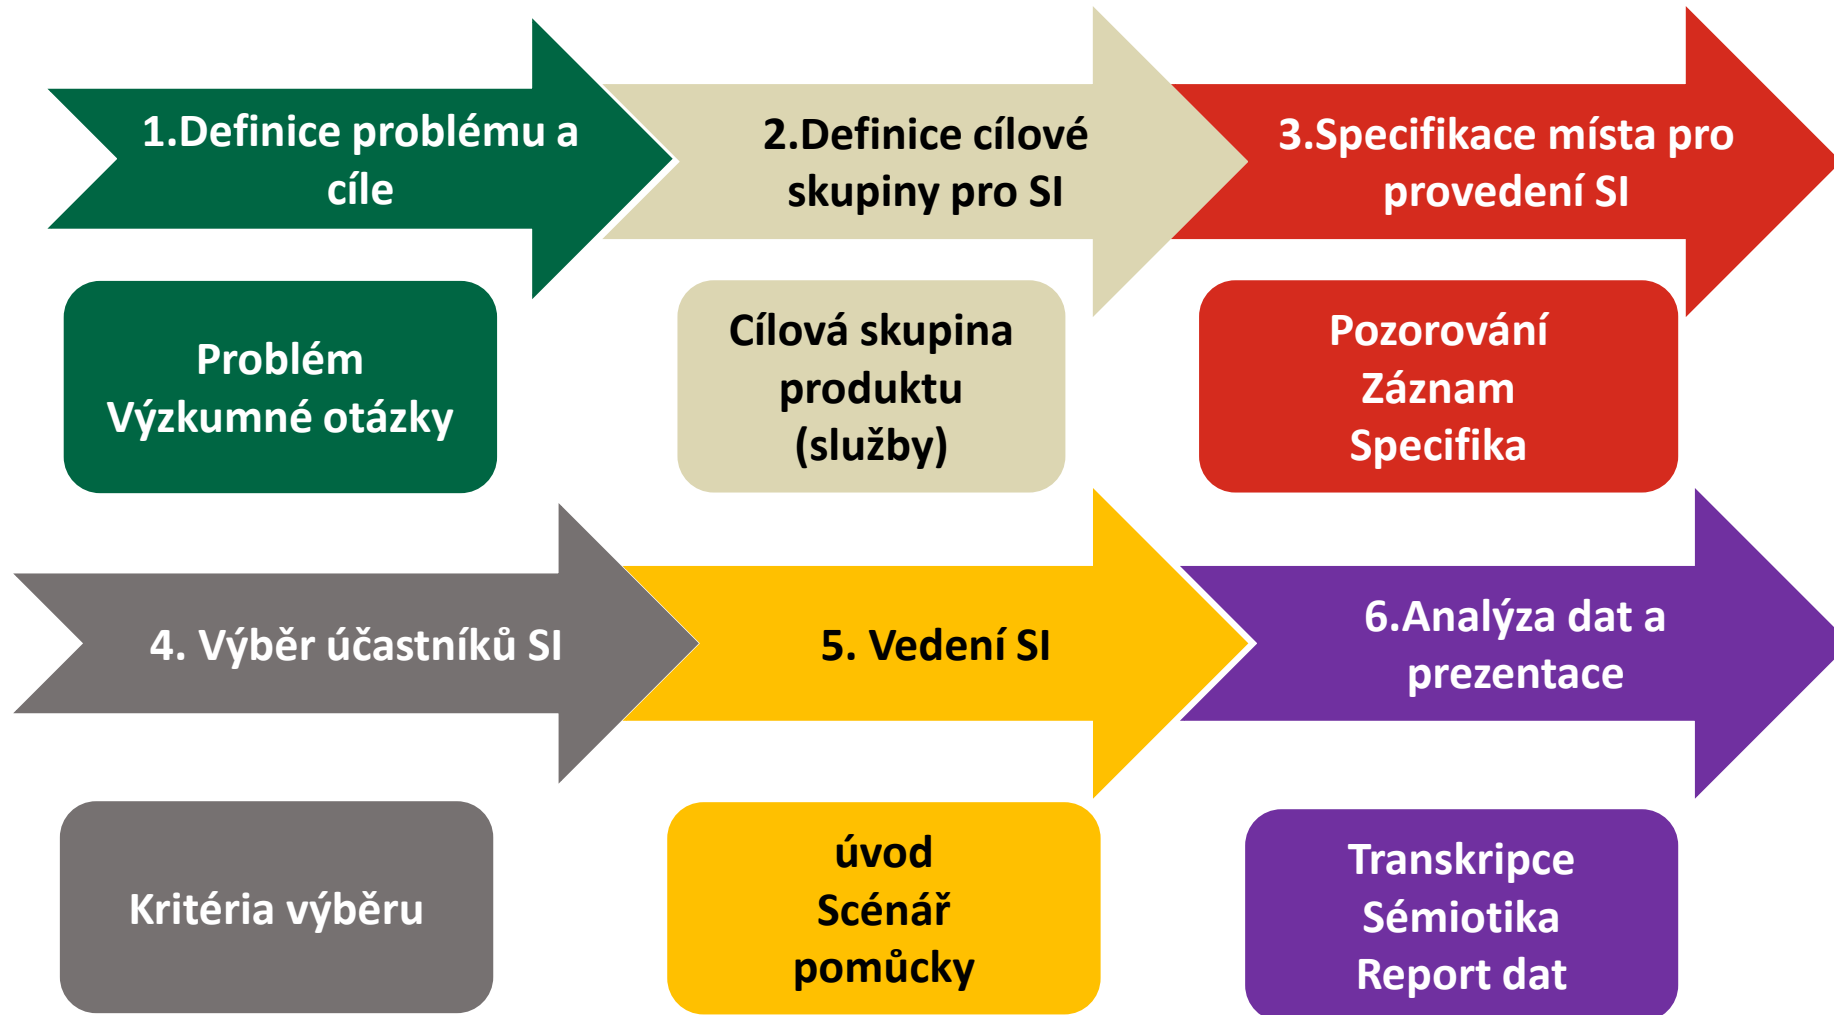 1.Definice problému a
cíle
2.Definice cílové
skupiny pro SI
3.Specifikace místa pro
provedení SI
Problém
Výzkumné otázky
Cílová skupina
produktu
(služby)
Pozorování
Záznam
Specifika
4. Výběr účastníků SI
5. Vedení SI
6.Analýza dat a
prezentace
Kritéria výběru
úvod
Scénář
pomůcky
Transkripce
Sémiotika
Report dat